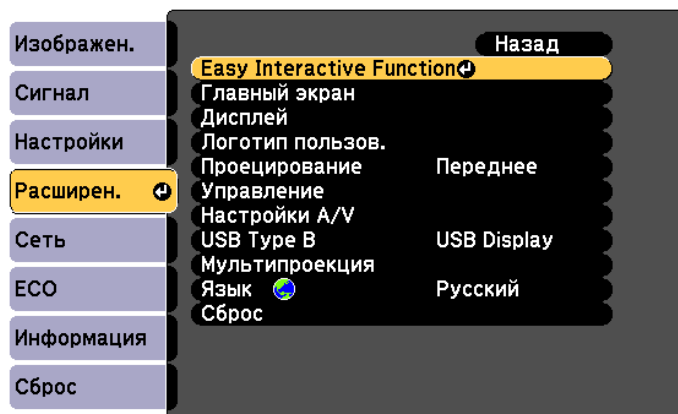 Изображен.
Сигнал
Настройки
Расширен.
Сеть
ECO
Информация
Сброс
Назад
Easy Interactive Function
Главный экран
Дисплей
Логотип пользов.
Проецирование Переднее
Управление
Настройки A/V
USB Type B USB Display
Мультипроекция
Язык Русский
Сброс